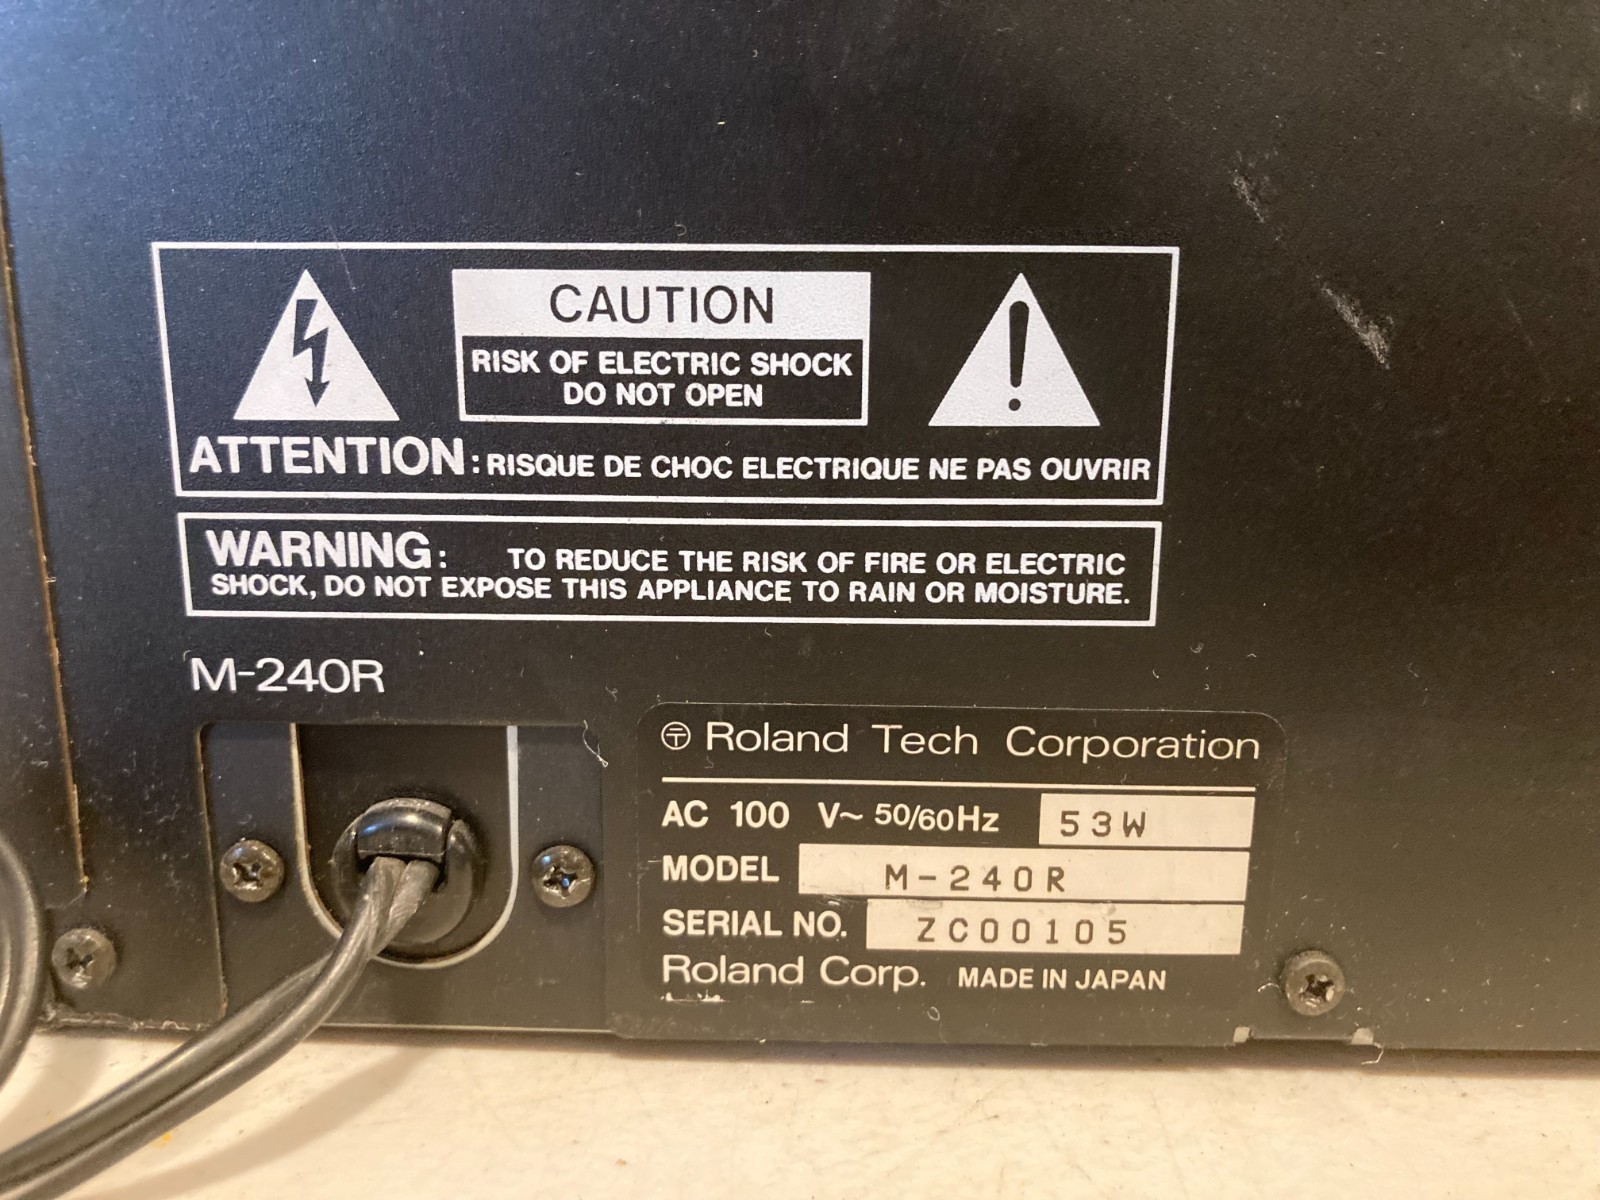 CAUTION
RISK OF ELECTRIC SHOCK
DO NOT OPEN
ATTENTION: RISQUE DE CHOC ELECTRIQUE NE PAS OUVRIR
WARNING: TO REDUCE THE RISK OF FIRE OR ELECTRIC
SHOCK, DO NOT EXPOSE THIS APPLIANCE TO RAIN OR MOISTURE.
M-240R
Roland Tech Corporation
AC 100 V~ 50/60Hz 53W
MODEL M-240R
SERIAL NO. ZC00105
Roland Corp. MADE IN JAPAN